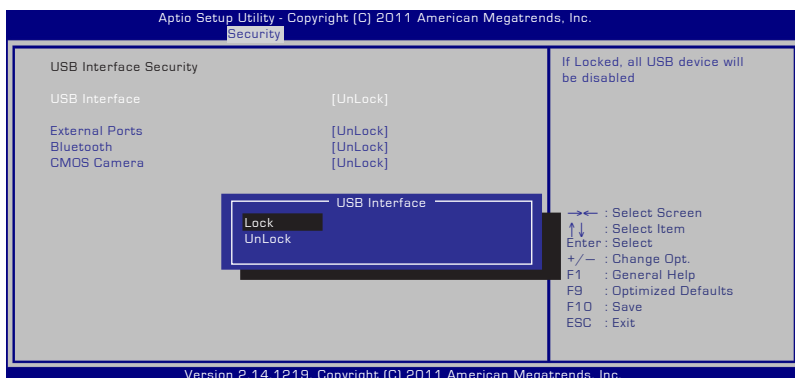 Aptio Setup Utility - Copyright (C) 2011 American Megatrends, Inc.
Security
USB Interface Security
USB Interface [UnLock]
External Ports [UnLock]
Bluetooth [UnLock]
CMOS Camera [UnLock]
USB Interface
Lock
UnLock
If Locked, all USB device will
be disabled
→← : Select Screen
↑↓ : Select Item
Enter : Select
+/— : Change Opt.
F1 : General Help
F9 : Optimized Defaults
F10 : Save
ESC : Exit
Version 2.14.1219. Copyright (C) 2011 American Megatrends, Inc.